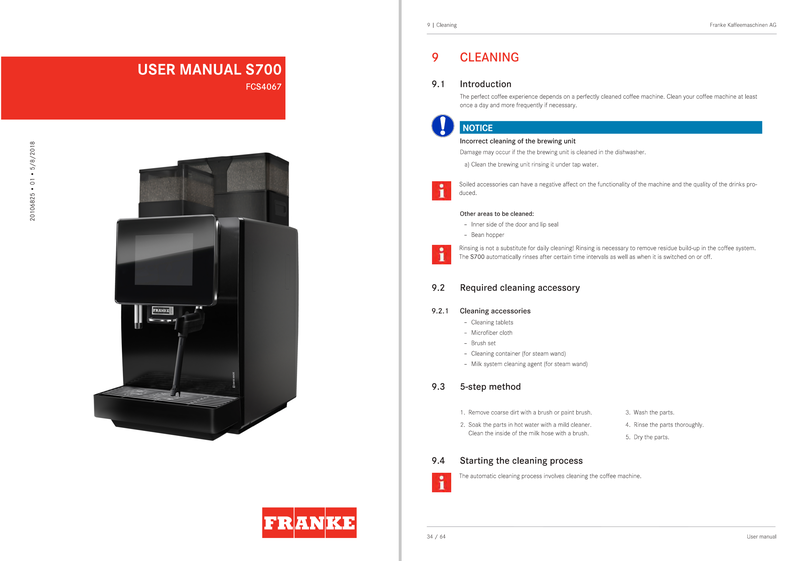 USER MANUAL S700
FCS4067
20106825 • 01 • 5/8/2018
FRANKE
FRANKE
9 | Cleaning
Franke Kaffeemaschinen AG
9 CLEANING
9.1 Introduction
The perfect coffee experience depends on a perfectly cleaned coffee machine. Clean your coffee machine at least
once a day and more frequently if necessary.
NOTICE
Incorrect cleaning of the brewing unit
Damage may occur if the the brewing unit is cleaned in the dishwasher.
a) Clean the brewing unit rinsing it under tap water.
Soiled accessories can have a negative affect on the functionality of the machine and the quality of the drinks pro-
duced.
Other areas to be cleaned:
– Inner side of the door and lip seal
– Bean hopper
Rinsing is not a substitute for daily cleaning! Rinsing is necessary to remove residue build-up in the coffee system.
The S700 automatically rinses after certain time intervals as well as when it is switched on or off.
9.2 Required cleaning accessory
9.2.1 Cleaning accessories
– Cleaning tablets
– Microfiber cloth
– Brush set
– Cleaning container (for steam wand)
– Milk system cleaning agent (for steam wand)
9.3 5-step method
1. Remove coarse dirt with a brush or paint brush.
2. Soak the parts in hot water with a mild cleaner.
Clean the inside of the milk hose with a brush.
3. Wash the parts.
4. Rinse the parts thoroughly.
5. Dry the parts.
9.4 Starting the cleaning process
The automatic cleaning process involves cleaning the coffee machine.
34 / 64
User manual